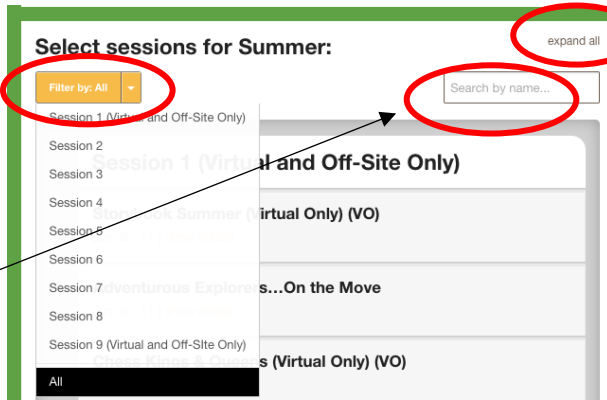 Select sessions for Summer:
expand all
Filter by: All
Search by name...
Session 1 (Virtual and Off-Site Only)
Session 2
Session 3
Session 4
Session 5
Session 6
Session 7
Session 8
Session 9 (Virtual and Off-SIte Only)
All
Session 1 (Virtual and Off-Site Only)
Storybook Summer (Virtual Only) (VO)
Adventurous Explorers…On the Move
Chess Kings & Queens (Virtual Only) (VO)